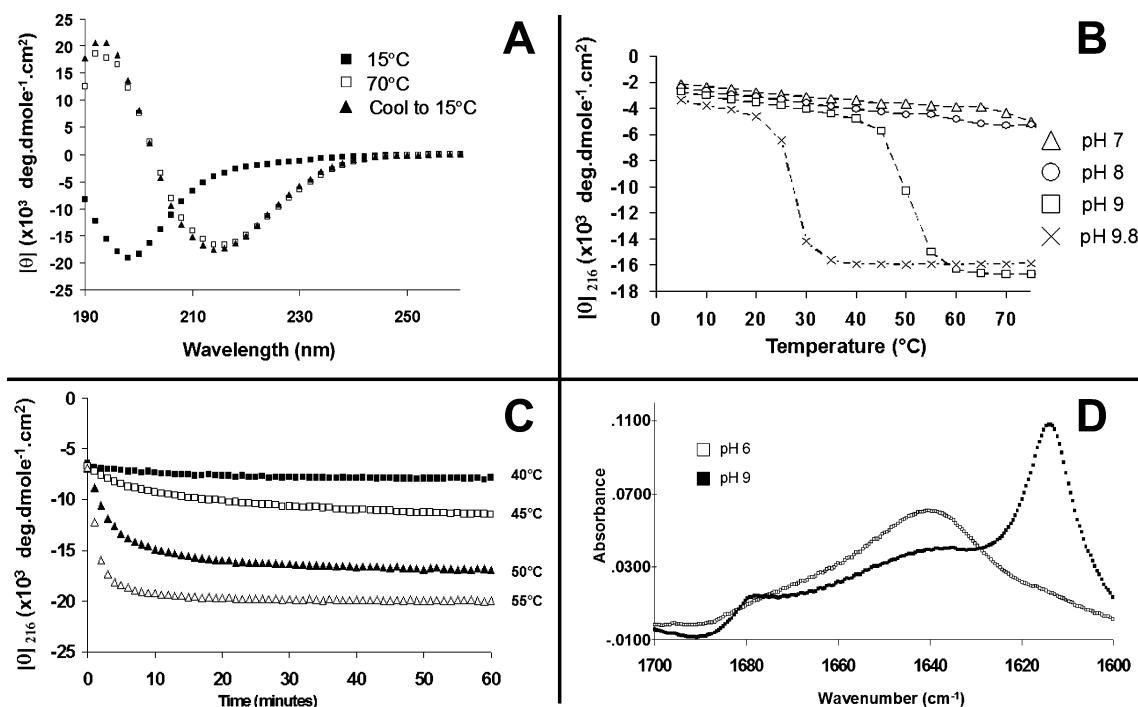 A
25
20
15
10
5
0
-5
-10
-15
-20
-25
190 210 230 250
|θ| (x10³ deg.dmole⁻¹.cm²)
Wavelength (nm)
15°C
70°C
Cool to 15°C
B
0
-2
-4
-6
-8
-10
-12
-14
-16
-18
0 10 20 30 40 50 60 70
|0| 216 (x10³ deg.dmole⁻¹.cm²)
Temperature (°C)
pH 7
pH 8
pH 9
pH 9.8
C
0
-5
-10
-15
-20
-25
0 10 20 30 40 50 60
|0| 216 (x10³ deg.dmole⁻¹.cm²)
Time (minutes)
40°C
45°C
50°C
55°C
D
.1100
.0700
.0300
-.0100
1700 1680 1660 1640 1620 1600
Absorbance
Wavenumber (cm⁻¹)
pH 6
pH 9